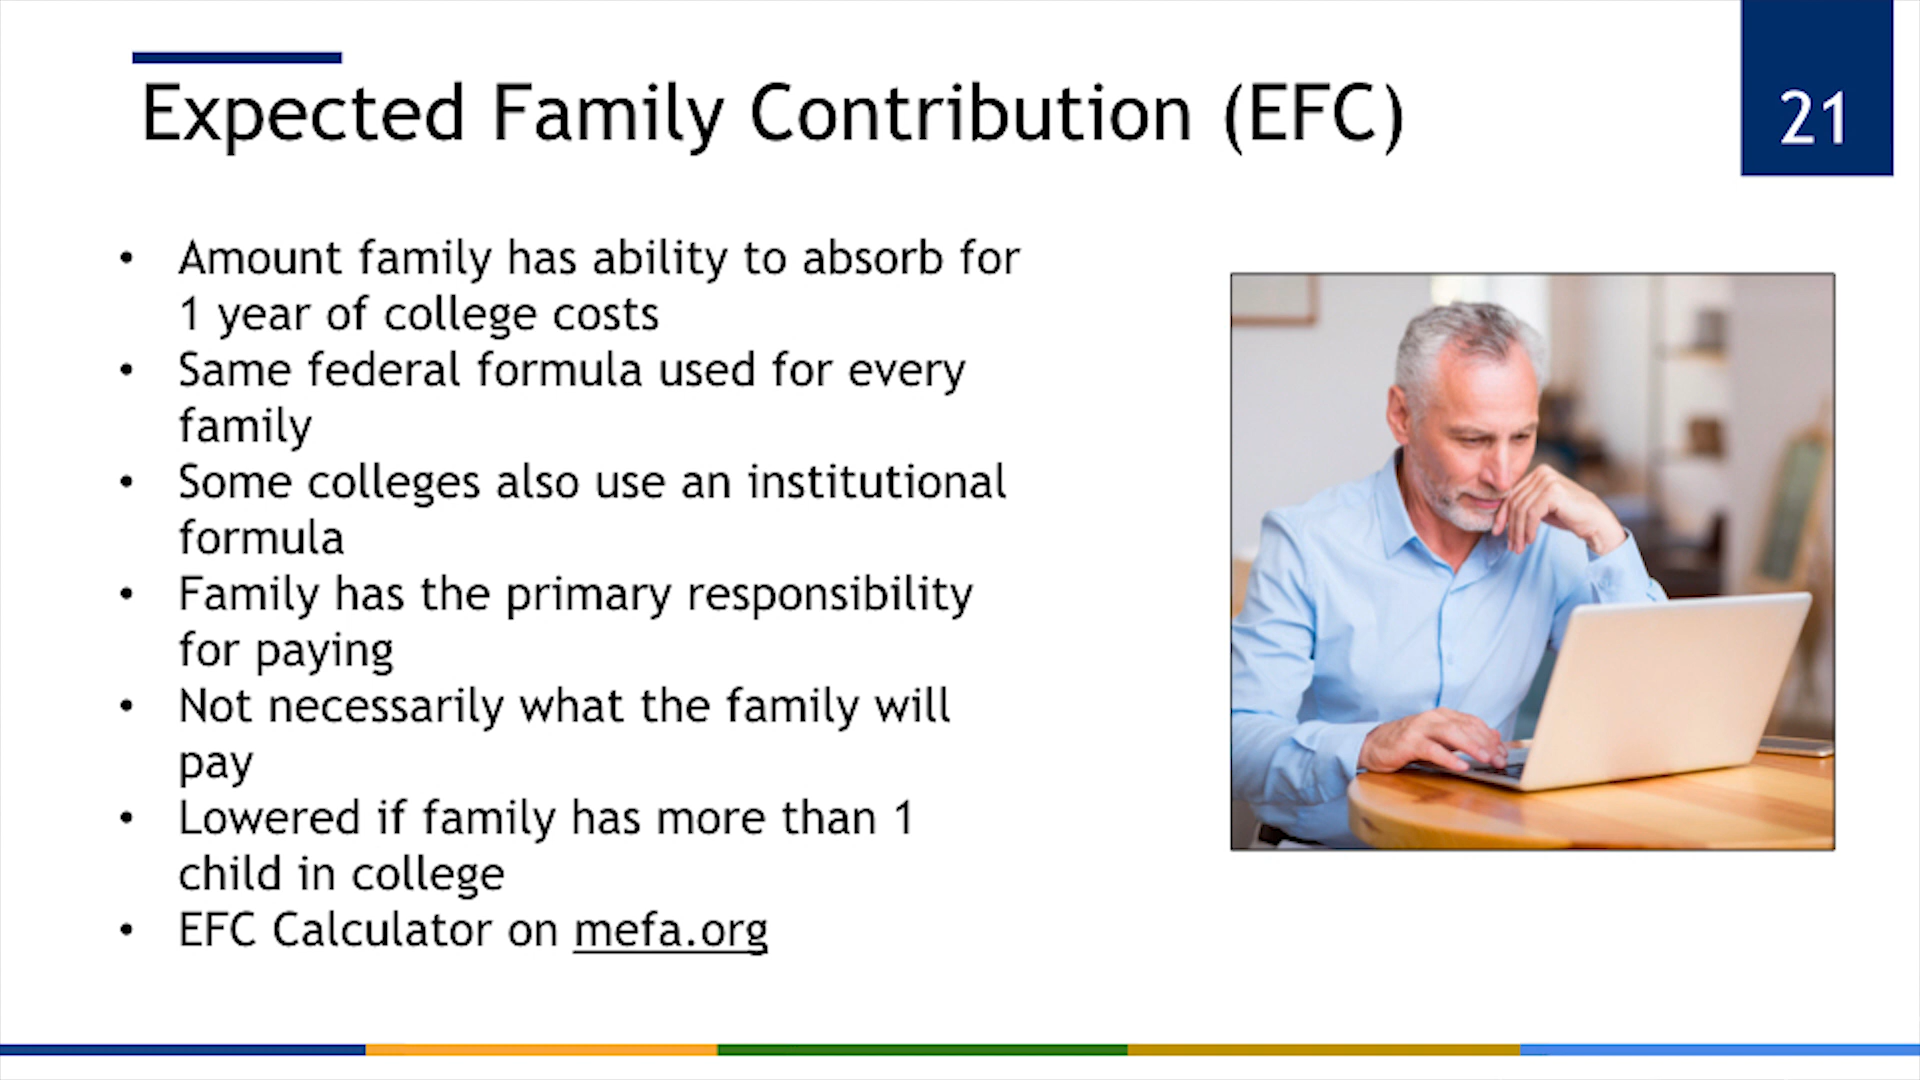 Expected Family Contribution (EFC)
21
• Amount family has ability to absorb for
1 year of college costs
• Same federal formula used for every
family
• Some colleges also use an institutional
formula
• Family has the primary responsibility
for paying
• Not necessarily what the family will
pay
• Lowered if family has more than 1
child in college
• EFC Calculator on mefa.org